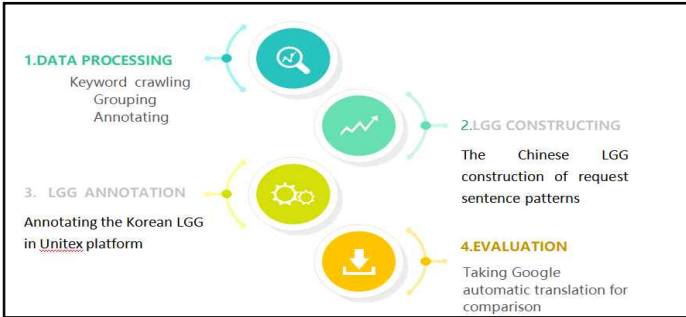 1.DATA PROCESSING
Keyword crawling
Grouping
Annotating
2.LGG CONSTRUCTING
The Chinese LGG
construction of request
sentence patterns
3. LGG ANNOTATION
Annotating the Korean LGG
in Unitex platform
4.EVALUATION
Taking Google
automatic translation for
comparison